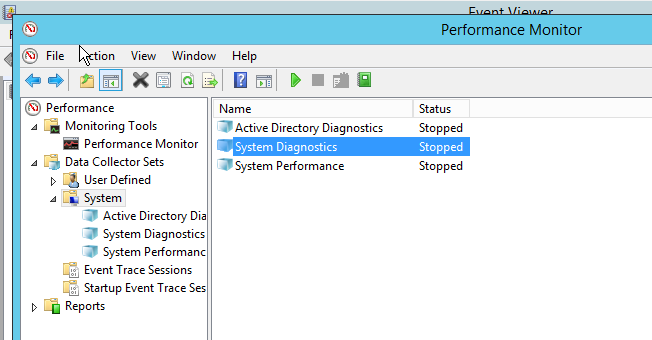 Event Viewer
Performance Monitor
File Action View Window Help
Performance
Monitoring Tools
Performance Monitor
Data Collector Sets
User Defined
System
Active Directory Dia
System Diagnostics
System Performanc
Event Trace Sessions
Startup Event Trace Ses
Reports
Name Status
Active Directory Diagnostics Stopped
System Diagnostics Stopped
System Performance Stopped